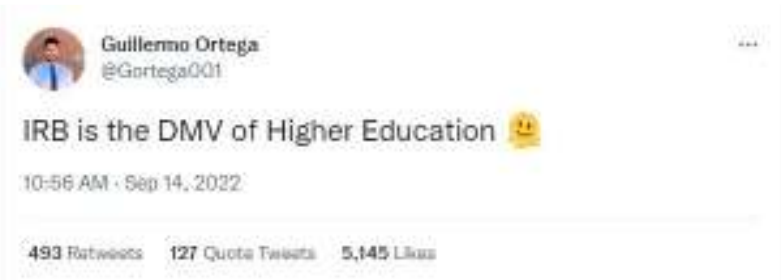 Guillermo Ortega
@Gortega001
IRB is the DMV of Higher Education 🫠
10:56 AM · Sep 14, 2022
493 Retweets 127 Quote Tweets 5,145 Likes